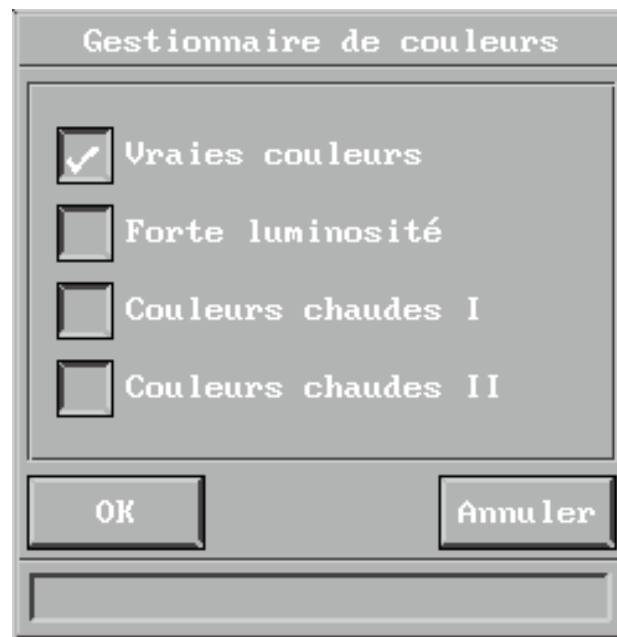 Gestionnaire de couleurs
Vraies couleurs
Forte luminosité
Couleurs chaudes I
Couleurs chaudes II
OK
Annuler